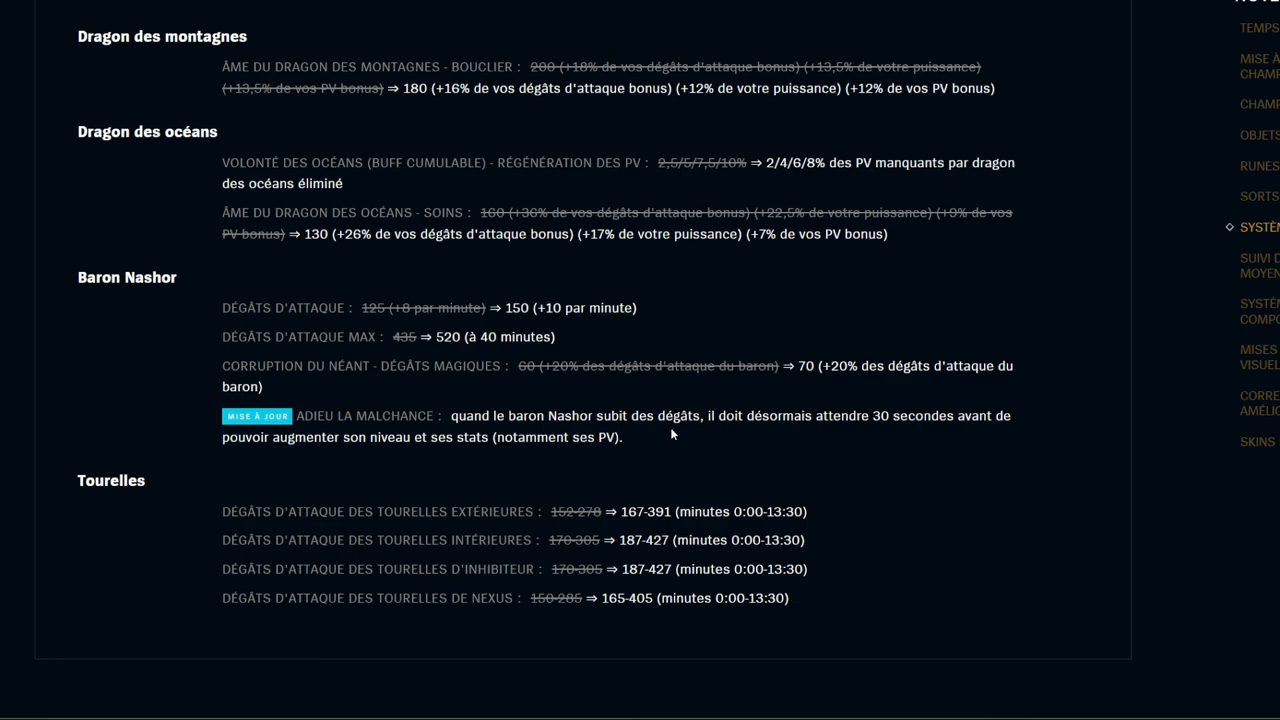 Dragon des montagnes
ÂME DU DRAGON DES MONTAGNES - BOUCLIER : 200 (+18% de vos dégâts d'attaque bonus) (+13,5% de votre puissance)
(+13,5% de vos PV bonus) ⇒ 180 (+16% de vos dégâts d'attaque bonus) (+12% de votre puissance) (+12% de vos PV bonus)
Dragon des océans
VOLONTÉ DES OCÉANS (BUFF CUMULABLE) - RÉGÉNÉRATION DES PV : 2,5/5/7,5/10% ⇒ 2/4/6/8% des PV manquants par dragon
des océans éliminé
ÂME DU DRAGON DES OCÉANS - SOINS : 160 (+36% de vos dégâts d'attaque bonus) (+22,5% de votre puissance) (+9% de vos
PV bonus) ⇒ 130 (+26% de vos dégâts d'attaque bonus) (+17% de votre puissance) (+7% de vos PV bonus)
Baron Nashor
DÉGÂTS D'ATTAQUE : 125 (+8 par minute) ⇒ 150 (+10 par minute)
DÉGÂTS D'ATTAQUE MAX : 435 ⇒ 520 (à 40 minutes)
CORRUPTION DU NÉANT - DÉGÂTS MAGIQUES : 60 (+20% des dégâts d'attaque du baron) ⇒ 70 (+20% des dégâts d'attaque du
baron)
MISE À JOUR ADIEU LA MALCHANCE : quand le baron Nashor subit des dégâts, il doit désormais attendre 30 secondes avant de
pouvoir augmenter son niveau et ses stats (notamment ses PV).
Tourelles
DÉGÂTS D'ATTAQUE DES TOURELLES EXTÉRIEURES : 152-278 ⇒ 167-391 (minutes 0:00-13:30)
DÉGÂTS D'ATTAQUE DES TOURELLES INTÉRIEURES : 170-305 ⇒ 187-427 (minutes 0:00-13:30)
DÉGÂTS D'ATTAQUE DES TOURELLES D'INHIBITEUR : 170-305 ⇒ 187-427 (minutes 0:00-13:30)
DÉGÂTS D'ATTAQUE DES TOURELLES DE NEXUS : 150-285 ⇒ 165-405 (minutes 0:00-13:30)
TEMPS
MISE À
CHAMP
CHAMP
OBJETS
RUNES
SORTS
SYSTÈM
SUIVI D
MOYEN
SYSTÈM
COMPO
MISES
VISUEL
CORRE
AMÉLIO
SKINS